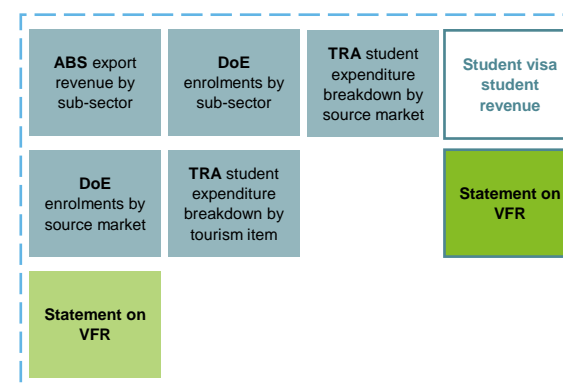 ABS export
revenue by
sub-sector
DoE
enrolments by
sub-sector
TRA student
expenditure
breakdown by
source market
Student visa
student
revenue
DoE
enrolments by
source market
TRA student
expenditure
breakdown by
tourism item
Statement on
VFR
Statement on
VFR